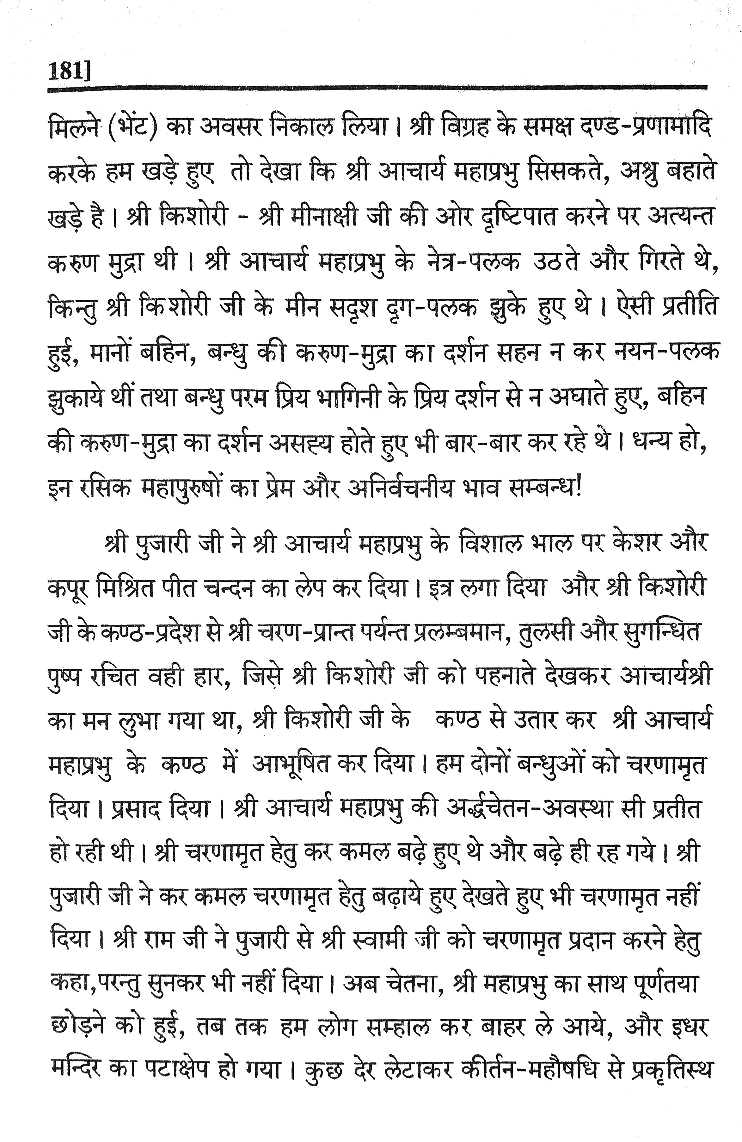 181]
मिलने (भेंट) का अवसर निकाल लिया। श्री विग्रह के समक्ष दण्ड-प्रणामादि
करके हम खड़े हुए तो देखा कि श्री आचार्य महाप्रभु सिसकते, अश्रु बहाते
खड़े है। श्री किशोरी - श्री मीनाक्षी जी की ओर दृष्टिपात करने पर अत्यन्त
करुण मुद्रा थी। श्री आचार्य महाप्रभु के नेत्र-पलक उठते और गिरते थे,
किन्तु श्री किशोरी जी के मीन सदृश दृग-पलक झुके हुए थे। ऐसी प्रतीति
हुई, मानों बहिन, बन्धु की करुण-मुद्रा का दर्शन सहन न कर नयन-पलक
झुकाये थीं तथा बन्धु परम प्रिय भागिनी के प्रिय दर्शन से न अघाते हुए, बहिन
की करुण-मुद्रा का दर्शन असह्य होते हुए भी बार-बार कर रहे थे। धन्य हो,
इन रसिक महापुरुषों का प्रेम और अनिर्वचनीय भाव सम्बन्ध!
श्री पुजारी जी ने श्री आचार्य महाप्रभु के विशाल भाल पर केशर और
कपूर मिश्रित पीत चन्दन का लेप कर दिया। इत्र लगा दिया और श्री किशोरी
जी के कण्ठ-प्रदेश से श्री चरण-प्रान्त पर्यन्त प्रलम्बमान, तुलसी और सुगन्धित
पुष्प रचित वही हार, जिसे श्री किशोरी जी को पहनाते देखकर आचार्यश्री
का मन लुभा गया था, श्री किशोरी जी के कण्ठ से उतार कर श्री आचार्य
महाप्रभु के कण्ठ में आभूषित कर दिया। हम दोनों बन्धुओं को चरणामृत
दिया। प्रसाद दिया। श्री आचार्य महाप्रभु की अर्द्धचेतन-अवस्था सी प्रतीत
हो रही थी। श्री चरणामृत हेतु कर कमल बढ़े हुए थे और बढ़े ही रह गये। श्री
पुजारी जी ने कर कमल चरणामृत हेतु बढ़ाये हुए देखते हुए भी चरणामृत नहीं
दिया। श्री राम जी ने पुजारी से श्री स्वामी जी को चरणामृत प्रदान करने हेतु
कहा,परन्तु सुनकर भी नहीं दिया। अब चेतना, श्री महाप्रभु का साथ पूर्णतया
छोड़ने को हुई, तब तक हम लोग सम्हाल कर बाहर ले आये, और इधर
मन्दिर का पटाक्षेप हो गया। कुछ देर लेटाकर कीर्तन-महौषधि से प्रकृतिस्थ